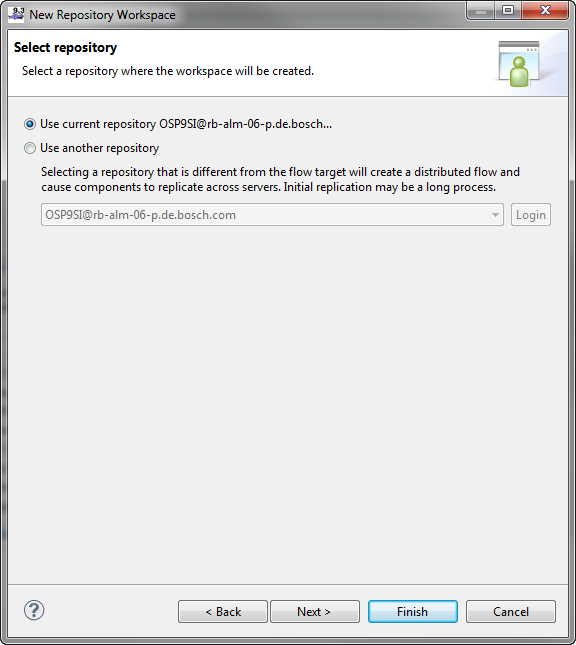 9.3 New Repository Workspace
Select repository
Select a repository where the workspace will be created.
Use current repository OSP9SI@rb-alm-06-p.de.bosch...
Use another repository
Selecting a repository that is different from the flow target will create a distributed flow and
cause components to replicate across servers. Initial replication may be a long process.
OSP9SI@rb-alm-06-p.de.bosch.com Login
? < Back Next > Finish Cancel